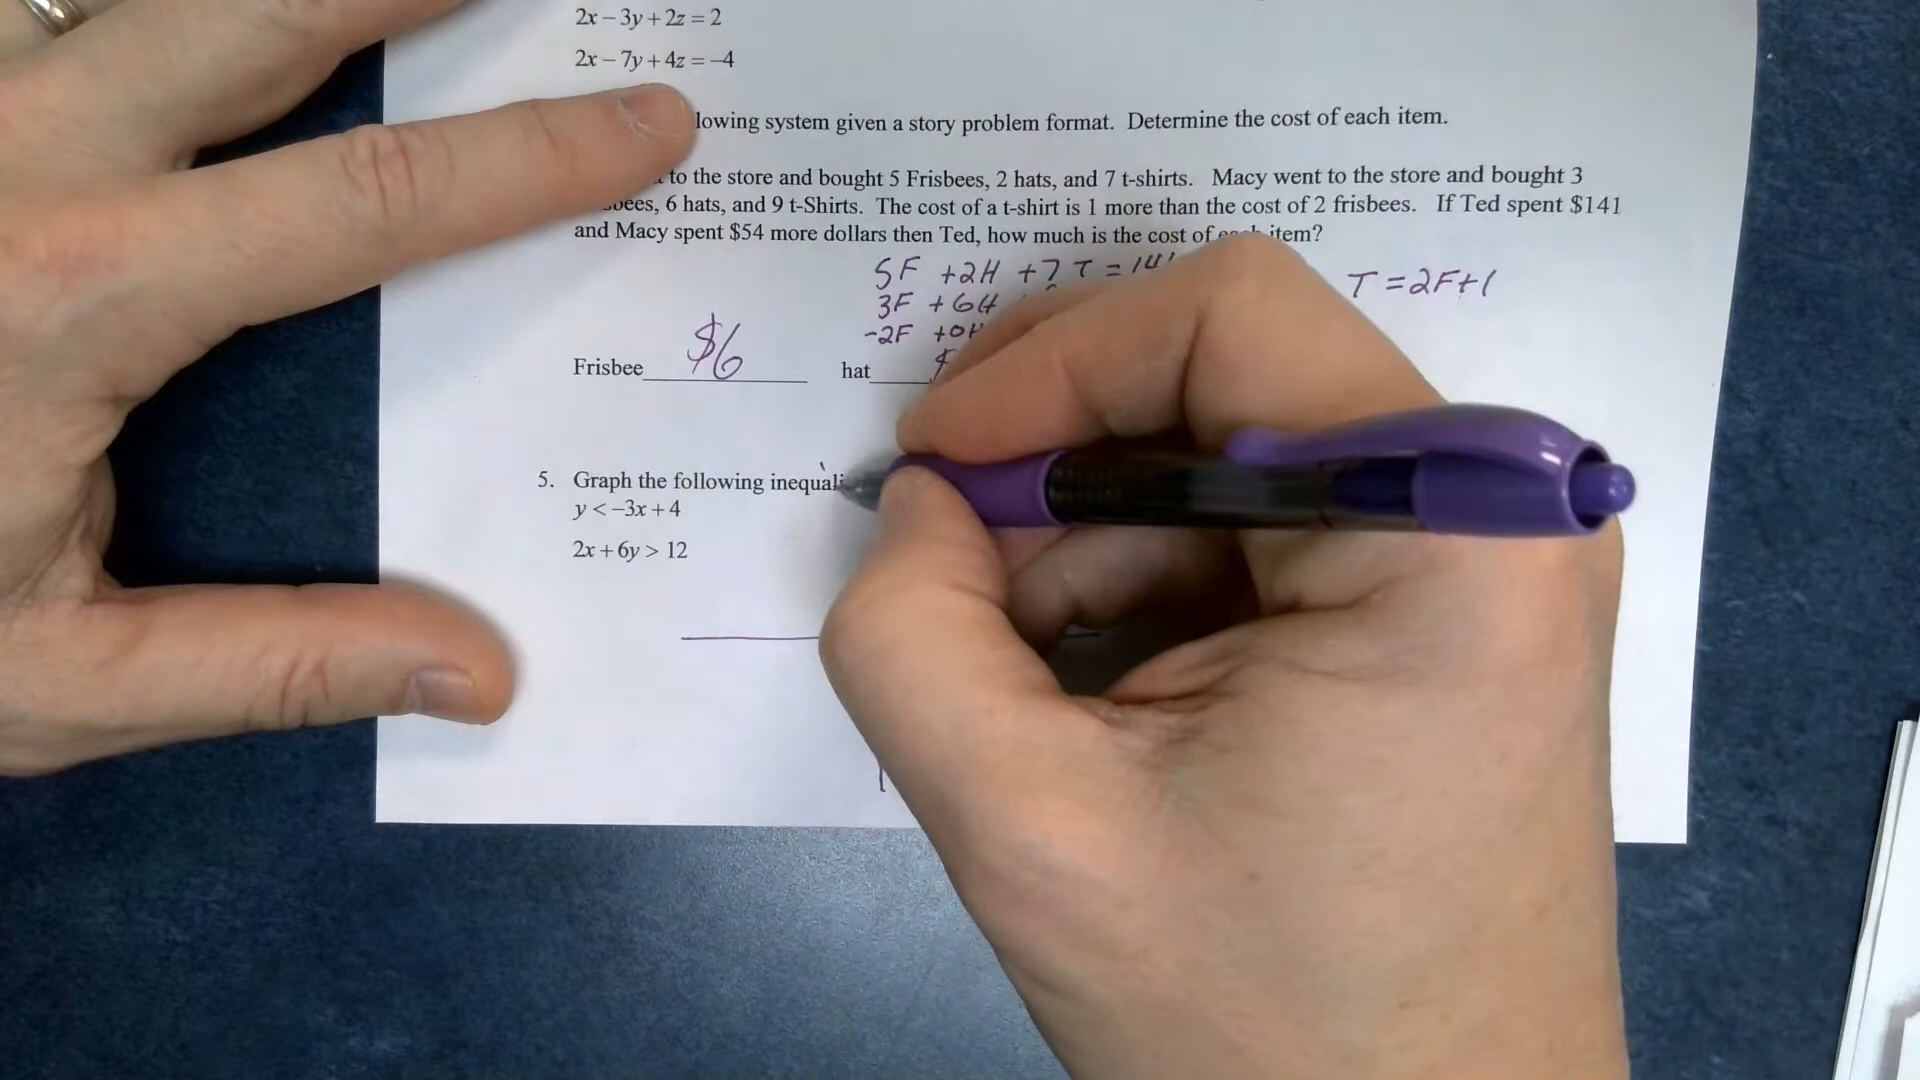 2x – 3y + 2z = 2
2x – 7y + 4z = –4
lowing system given a story problem format. Determine the cost of each item.
to the store and bought 5 Frisbees, 2 hats, and 7 t-shirts. Macy went to the store and bought 3
bees, 6 hats, and 9 t-Shirts. The cost of a t-shirt is 1 more than the cost of 2 frisbees. If Ted spent $141
and Macy spent $54 more dollars then Ted, how much is the cost of item?
5F +2H +7T = 141
T = 2F+1
3F +6H
-2F +0H
Frisbee $6 hat $
5. Graph the following inequali
y < –3x + 4
2x + 6y > 12